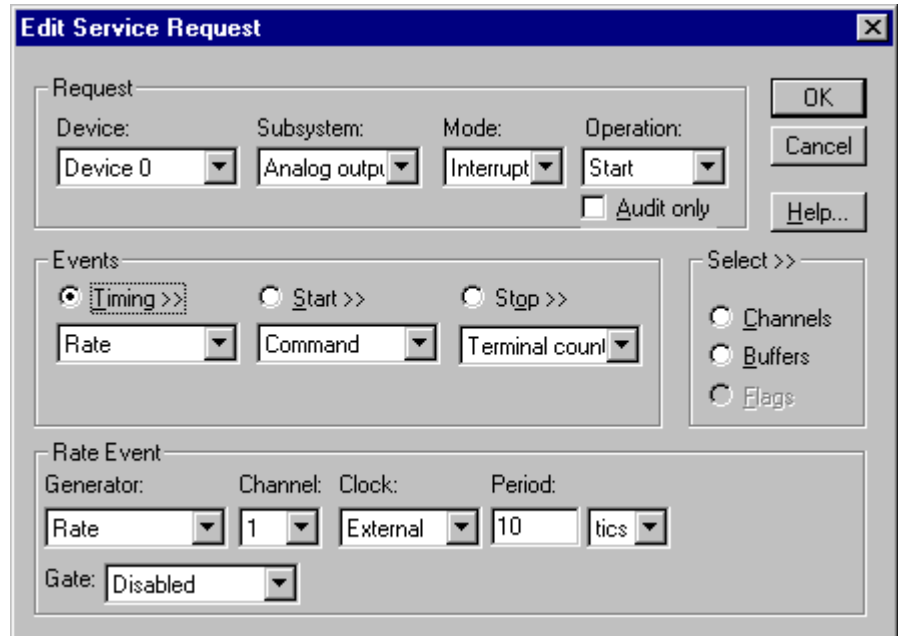 Edit Service Request
Request
Device: Subsystem: Mode: Operation:
Device 0 Analog outpu Interrupt Start
Audit only
OK
Cancel
Help...
Events
Timing >> Start >> Stop >>
Rate Command Terminal count
Select >>
Channels
Buffers
Flags
Rate Event
Generator: Channel: Clock: Period:
Rate 1 External 10 tics
Gate: Disabled